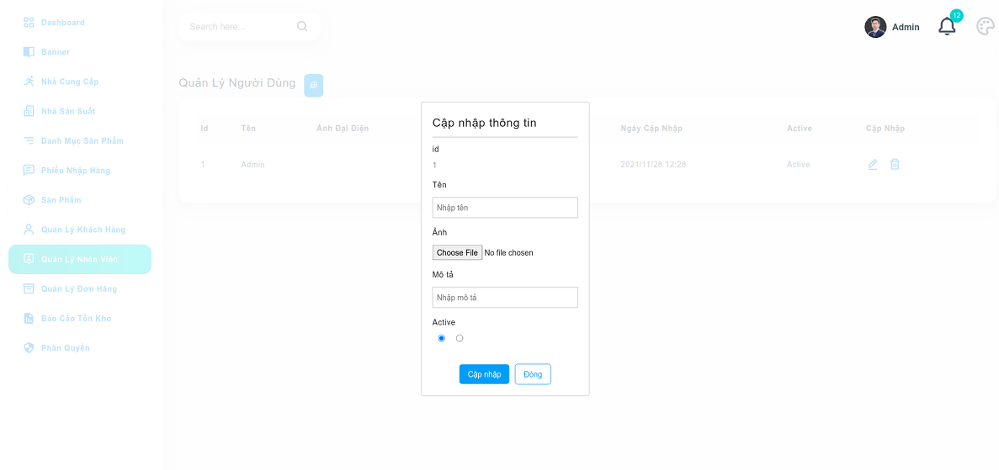 Dashboard
Banner
Nhà Cung Cấp
Nhà Sản Suất
Danh Mục Sản Phẩm
Phiếu Nhập Hàng
Sản Phẩm
Quản Lý Khách Hàng
Quản Lý Nhân Viên
Quản Lý Đơn Hàng
Báo Cáo Tồn Kho
Phân Quyền
Search here...
Admin
12
Quản Lý Người Dùng
Id Tên Ảnh Đại Diện Ngày Cập Nhập Active Cập Nhập
1 Admin 2021/11/28 12:28 Active
Cập nhập thông tin
id
1
Tên
Nhập tên
Ảnh
Choose File No file chosen
Mô tả
Nhập mô tả
Active
Cập nhập Đóng